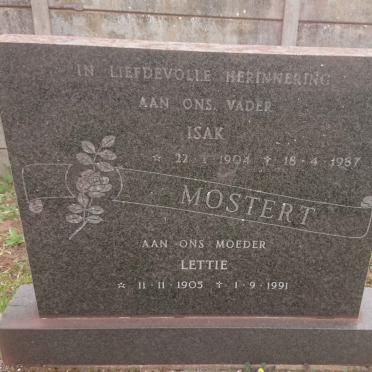 IN LIEFDEVOLLE HERINNERING
AAN ONS VADER
ISAK
☆ 22·1·1904 ✝ 18·4·1987
MOSTERT
AAN ONS MOEDER
LETTIE
☆ 11·11·1905 ✝ 1·9·1991